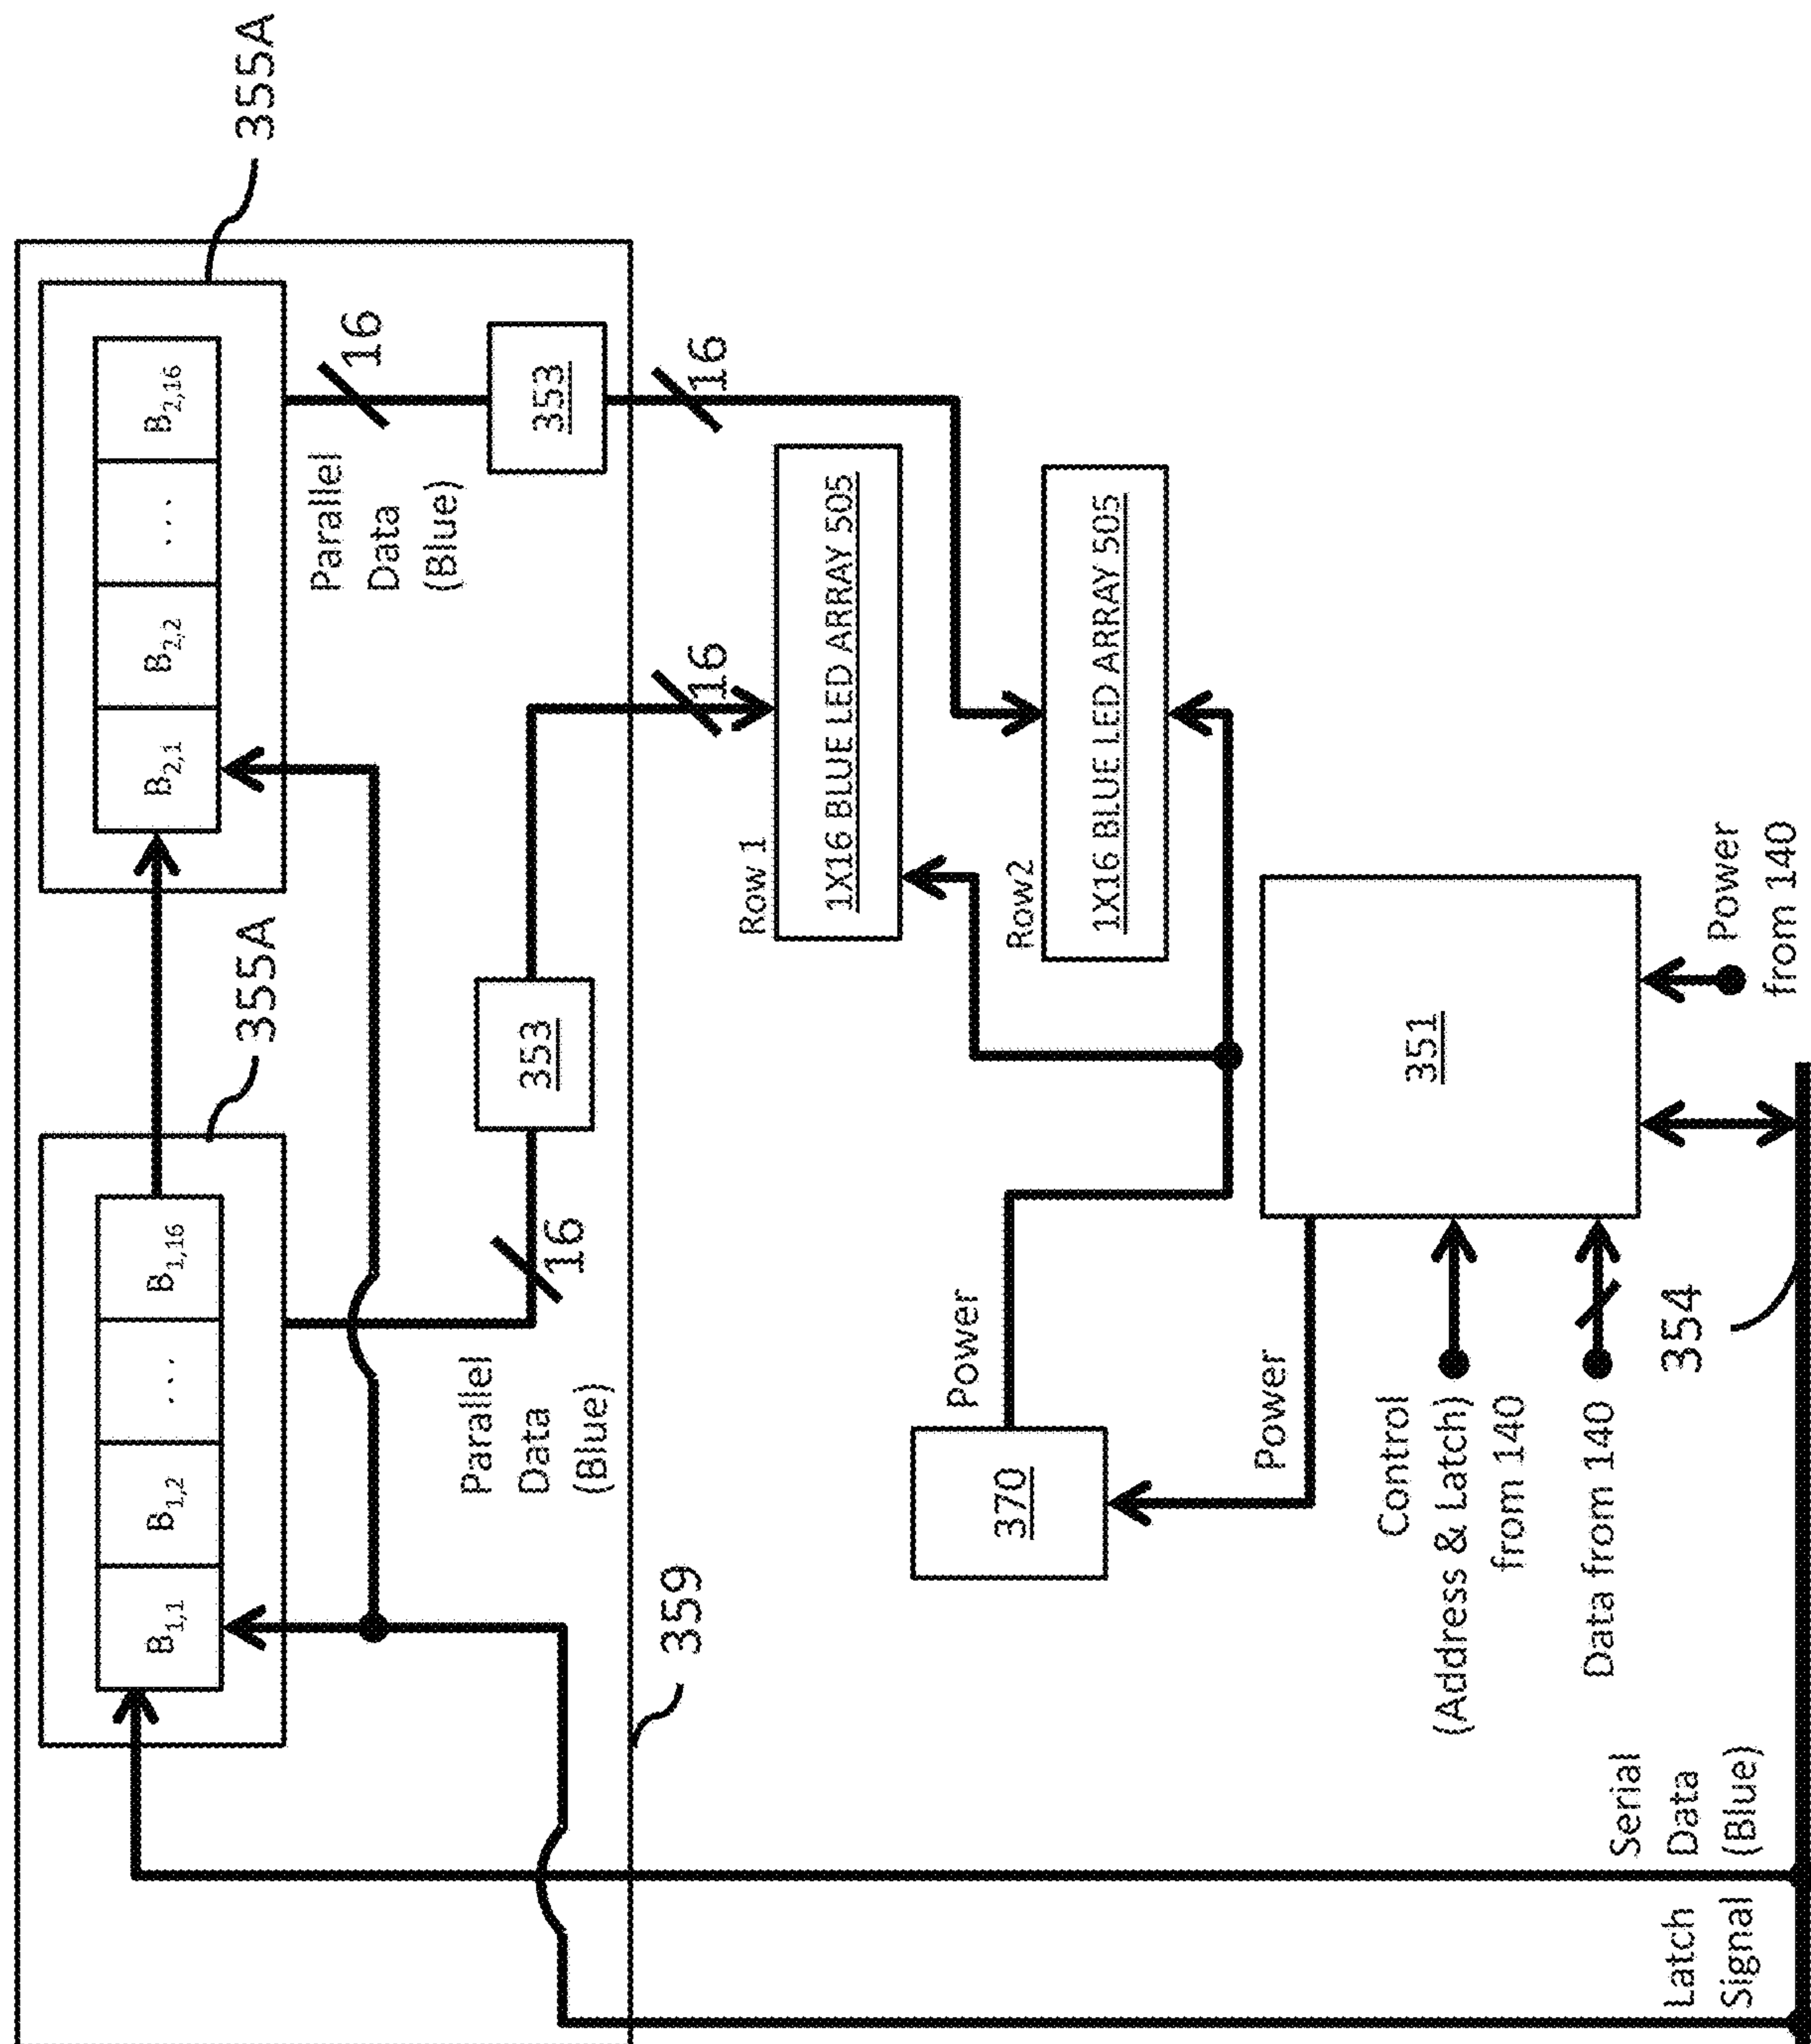 355A
355A
B1,1
B1,2
...
B1,16
B2,1
B2,2
...
B2,16
16
Parallel
Data
(Blue)
353
16
Parallel
Data
(Blue)
16
353
16
16
359
Row 1
1X16 BLUE LED ARRAY 505
Row2
1X16 BLUE LED ARRAY 505
370
Power
Power
351
Control
(Address & Latch)
from 140
Data from 140
354
Power
from 140
Serial
Data
(Blue)
Latch
Signal